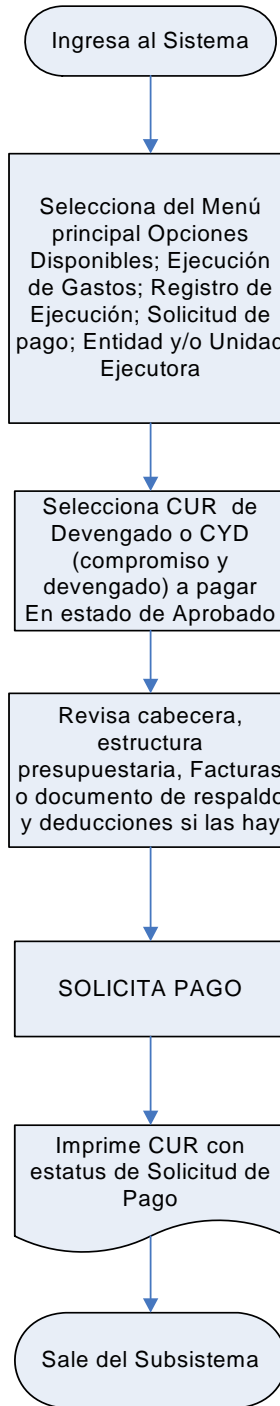 Ingresa al Sistema
Selecciona del Menú
principal Opciones
Disponibles; Ejecución
de Gastos; Registro de
Ejecución; Solicitud de
pago; Entidad y/o Unidad
Ejecutora
Selecciona CUR de
Devengado o CYD
(compromiso y
devengado) a pagar
En estado de Aprobado
Revisa cabecera,
estructura
presupuestaria, Facturas
o documento de respaldo
y deducciones si las hay
SOLICITA PAGO
Imprime CUR con
estatus de Solicitud de
Pago
Sale del Subsistema